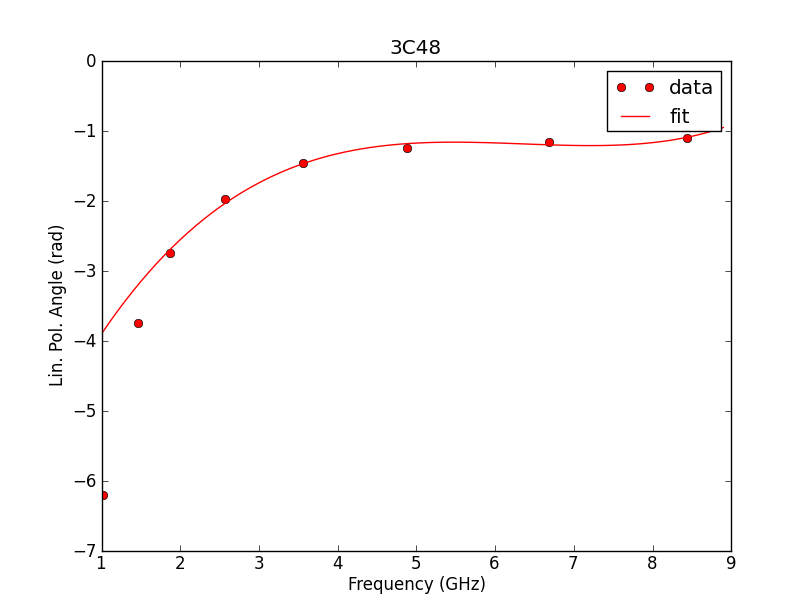 3C48
data
fit
0
−1
−2
−3
−4
−5
−6
−7
Lin. Pol. Angle (rad)
1 2 3 4 5 6 7 8 9
Frequency (GHz)